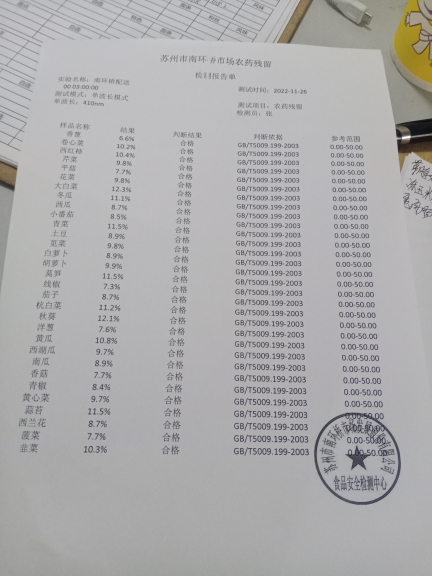 苏州市南环 市场农药残留
检测报告单
实验名称：南环桥配送
00 03:00:00
测试时间：2022-11-26
测试模式：单波长模式
测试项目：农药残留
单波长：410nm
检测员：张
样品名称 结果 判断结果 判断依据 参考范围
香葱 6.6% 合格 GB/T5009.199-2003 0.00-50.00
卷心菜 10.2% 合格 GB/T5009.199-2003 0.00-50.00
西红柿 10.4% 合格 GB/T5009.199-2003 0.00-50.00
芹菜 9.8% 合格 GB/T5009.199-2003 0.00-50.00
平菇 7.7% 合格 GB/T5009.199-2003 0.00-50.00
花菜 9.8% 合格 GB/T5009.199-2003 0.00-50.00
大白菜 12.3% 合格 GB/T5009.199-2003 0.00-50.00
冬瓜 11.1% 合格 GB/T5009.199-2003 0.00-50.00
西瓜 8.7% 合格 GB/T5009.199-2003 0.00-50.00
小番茄 8.5% 合格 GB/T5009.199-2003 0.00-50.00
青菜 11.5% 合格 GB/T5009.199-2003 0.00-50.00
土豆 8.9% 合格 GB/T5009.199-2003 0.00-50.00
苋菜 9.8% 合格 GB/T5009.199-2003 0.00-50.00
白萝卜 8.9% 合格 GB/T5009.199-2003 0.00-50.00
胡萝卜 9.9% 合格 GB/T5009.199-2003 0.00-50.00
莴笋 11.5% 合格 GB/T5009.199-2003 0.00-50.00
线椒 7.3% 合格 GB/T5009.199-2003 0.00-50.00
茄子 8.7% 合格 GB/T5009.199-2003 0.00-50.00
杭白菜 11.2% 合格 GB/T5009.199-2003 0.00-50.00
秋葵 12.1% 合格 GB/T5009.199-2003 0.00-50.00
洋葱 7.6% 合格 GB/T5009.199-2003 0.00-50.00
黄瓜 10.8% 合格 GB/T5009.199-2003 0.00-50.00
西湖瓜 9.7% 合格 GB/T5009.199-2003 0.00-50.00
南瓜 8.9% 合格 GB/T5009.199-2003 0.00-50.00
香菇 7.7% 合格 GB/T5009.199-2003 0.00-50.00
青椒 8.4% 合格 GB/T5009.199-2003 0.00-50.00
黄心菜 9.7% 合格 GB/T5009.199-2003 0.00-50.00
蒜苔 11.5% 合格 GB/T5009.199-2003 0.00-50.00
西兰花 8.7% 合格 GB/T5009.199-2003 0.00-50.00
菠菜 7.7% 合格 GB/T5009.199-2003 0.00-50.00
韭菜 10.3% 合格 GB/T5009.199-2003 0.00-50.00
食品安全检测中心